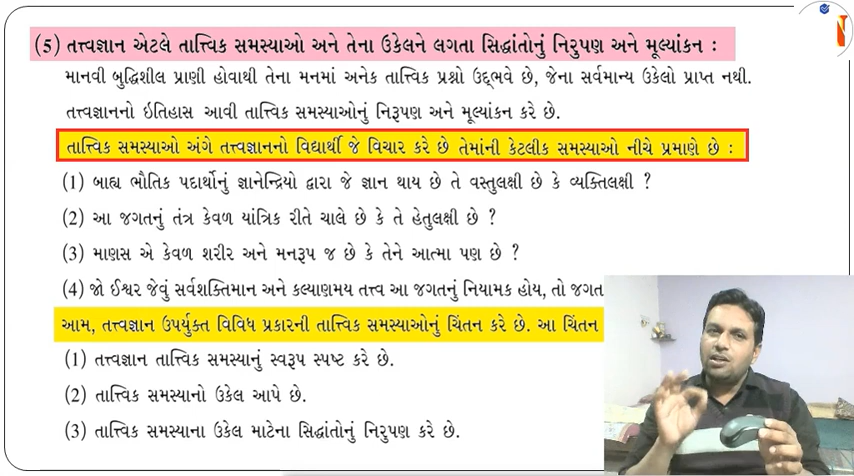 (5) તત્ત્વજ્ઞાન એટલે તાત્ત્વિક સમસ્યાઓ અને તેના ઉકેલને લગતા સિદ્ધાંતોનું નિરુપણ અને મૂલ્યાંકન :
માનવી બુદ્ધિશીલ પ્રાણી હોવાથી તેના મનમાં અનેક તાત્ત્વિક પ્રશ્નો ઉદ્ભવે છે, જેના સર્વમાન્ય ઉકેલો પ્રાપ્ત નથી.
તત્ત્વજ્ઞાનનો ઇતિહાસ આવી તાત્ત્વિક સમસ્યાઓનું નિરૂપણ અને મૂલ્યાંકન કરે છે.
તાત્ત્વિક સમસ્યાઓ અંગે તત્ત્વજ્ઞાનનો વિદ્યાર્થી જે વિચાર કરે છે તેમાંની કેટલીક સમસ્યાઓ નીચે પ્રમાણે છે :
(1) બાહ્ય ભૌતિક પદાર્થોનું જ્ઞાનેન્દ્રિયો દ્વારા જે જ્ઞાન થાય છે તે વસ્તુલક્ષી છે કે વ્યક્તિલક્ષી ?
(2) આ જગતનું તંત્ર કેવળ યાંત્રિક રીતે ચાલે છે કે તે હેતુલક્ષી છે ?
(3) માણસ એ કેવળ શરીર અને મનરૂપ જ છે કે તેને આત્મા પણ છે ?
(4) જો ઈશ્વર જેવું સર્વશક્તિમાન અને કલ્યાણમય તત્ત્વ આ જગતનું નિયામક હોય, તો જગત
આમ, તત્ત્વજ્ઞાન ઉપર્યુક્ત વિવિધ પ્રકારની તાત્ત્વિક સમસ્યાઓનું ચિંતન કરે છે. આ ચિંતન
(1) તત્ત્વજ્ઞાન તાત્ત્વિક સમસ્યાનું સ્વરૂપ સ્પષ્ટ કરે છે.
(2) તાત્ત્વિક સમસ્યાનો ઉકેલ આપે છે.
(3) તાત્ત્વિક સમસ્યાના ઉકેલ માટેના સિદ્ધાંતોનું નિરુપણ કરે છે.